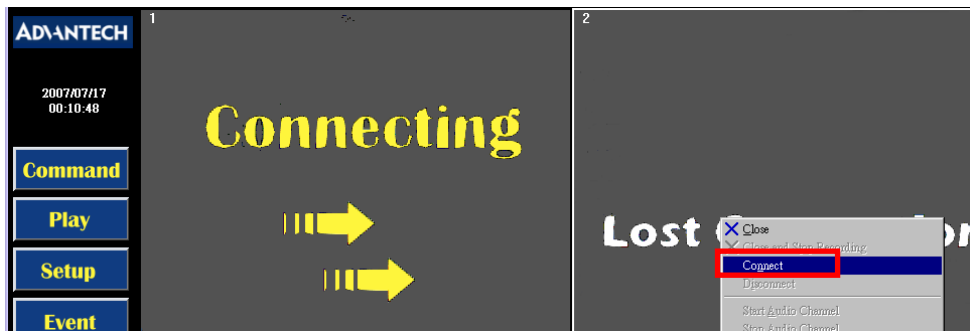 ADVANTECH
2007/07/17
00:10:48
Command
Play
Setup
Event
1
Connecting
2
Lost
Close
Close and Stop Recording
Connect
Disconnect
Start Audio Channel
Stop Audio Channel